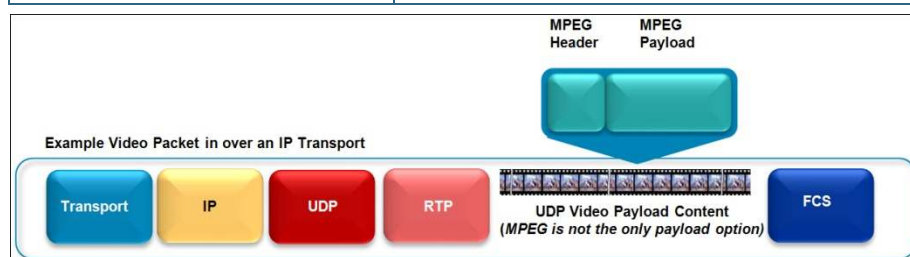 MPEG Header
MPEG Payload
Example Video Packet in over an IP Transport
Transport
IP
UDP
RTP
UDP Video Payload Content
(MPEG is not the only payload option)
FCS